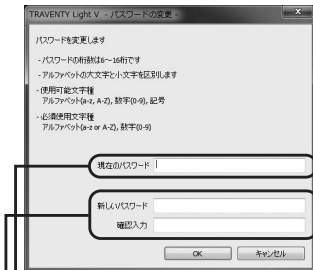 TRAVENTY Light V - パスワードの変更 -
パスワードを変更します
- パスワードの桁数は6～16桁です
- アルファベットの大文字と小文字を区別します
- 使用可能文字種
アルファベット(a-z, A-Z), 数字(0-9), 記号
- 必須使用文字種
アルファベット(a-z or A-Z), 数字(0-9)
現在のパスワード
新しいパスワード
確認入力
OK
キャンセル